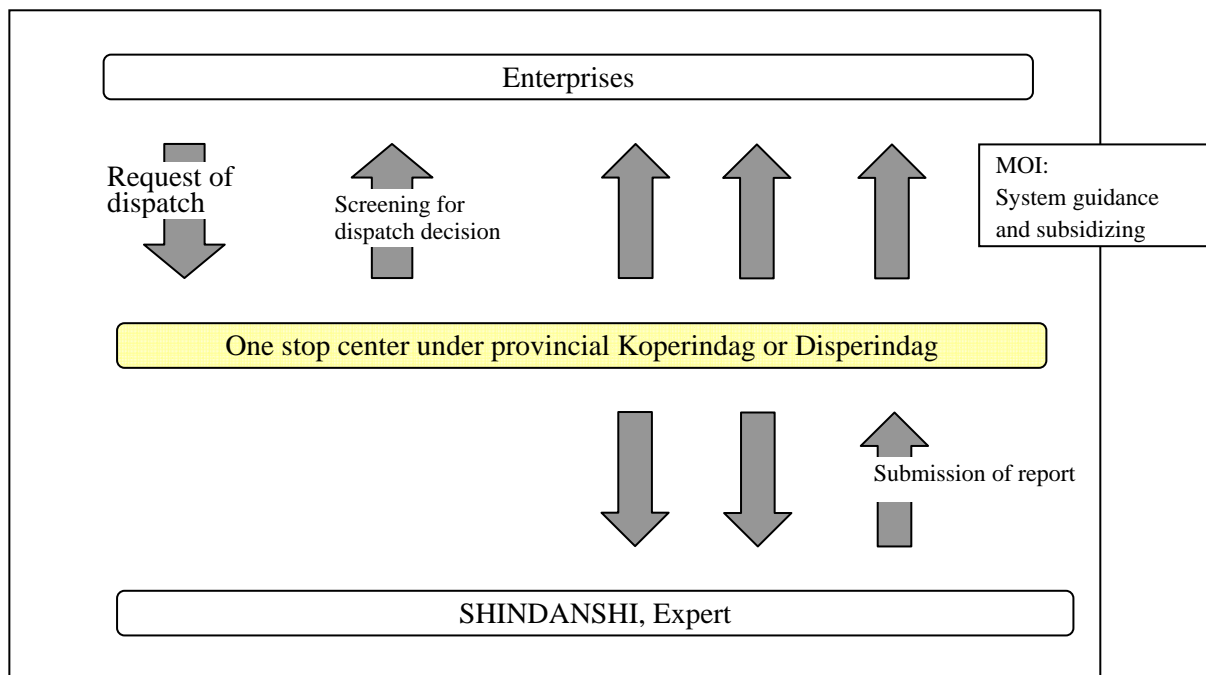 Enterprises
Request of
dispatch
Screening for
dispatch decision
MOI:
System guidance
and subsidizing
One stop center under provincial Koperindag or Disperindag
Submission of report
SHINDANSHI, Expert